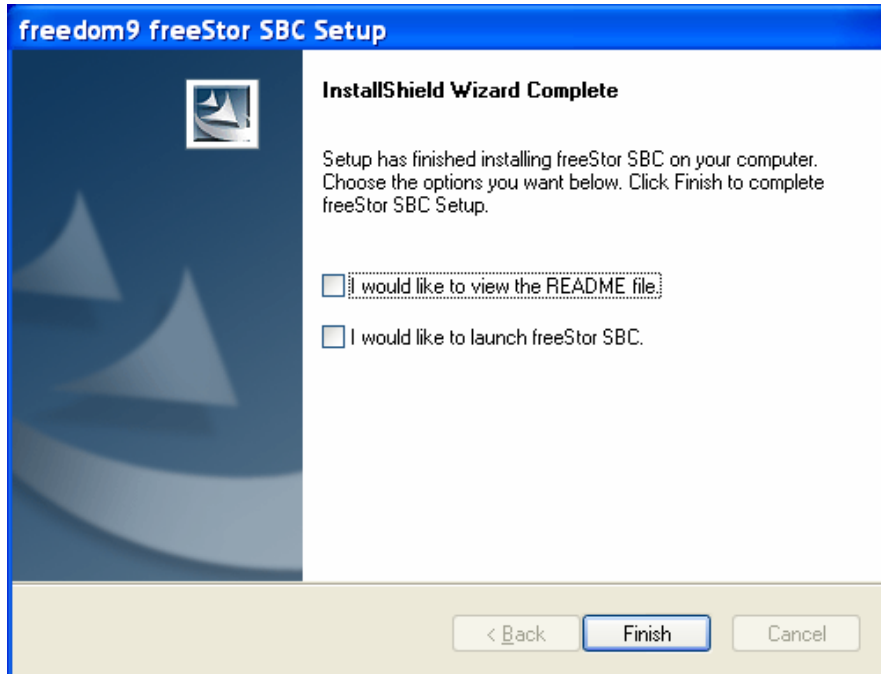 freedom9 freeStor SBC Setup
InstallShield Wizard Complete
Setup has finished installing freeStor SBC on your computer.
Choose the options you want below. Click Finish to complete
freeStor SBC Setup.
I would like to view the README file.
I would like to launch freeStor SBC.
< Back
Finish
Cancel